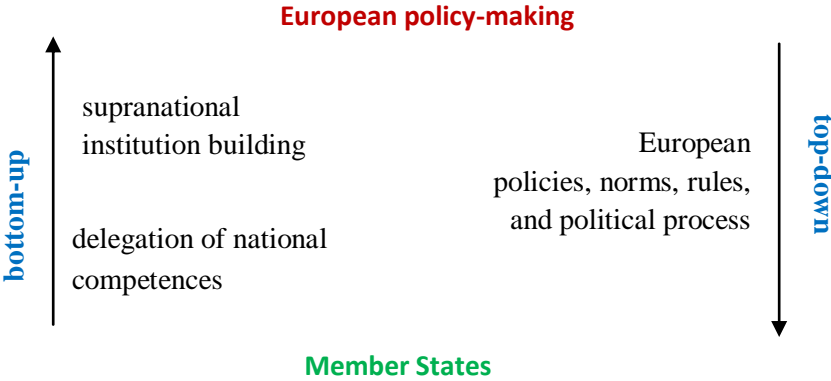 European policy-making
supranational
institution building
bottom-up
delegation of national
competences
European
policies, norms, rules,
and political process
top-down
Member States